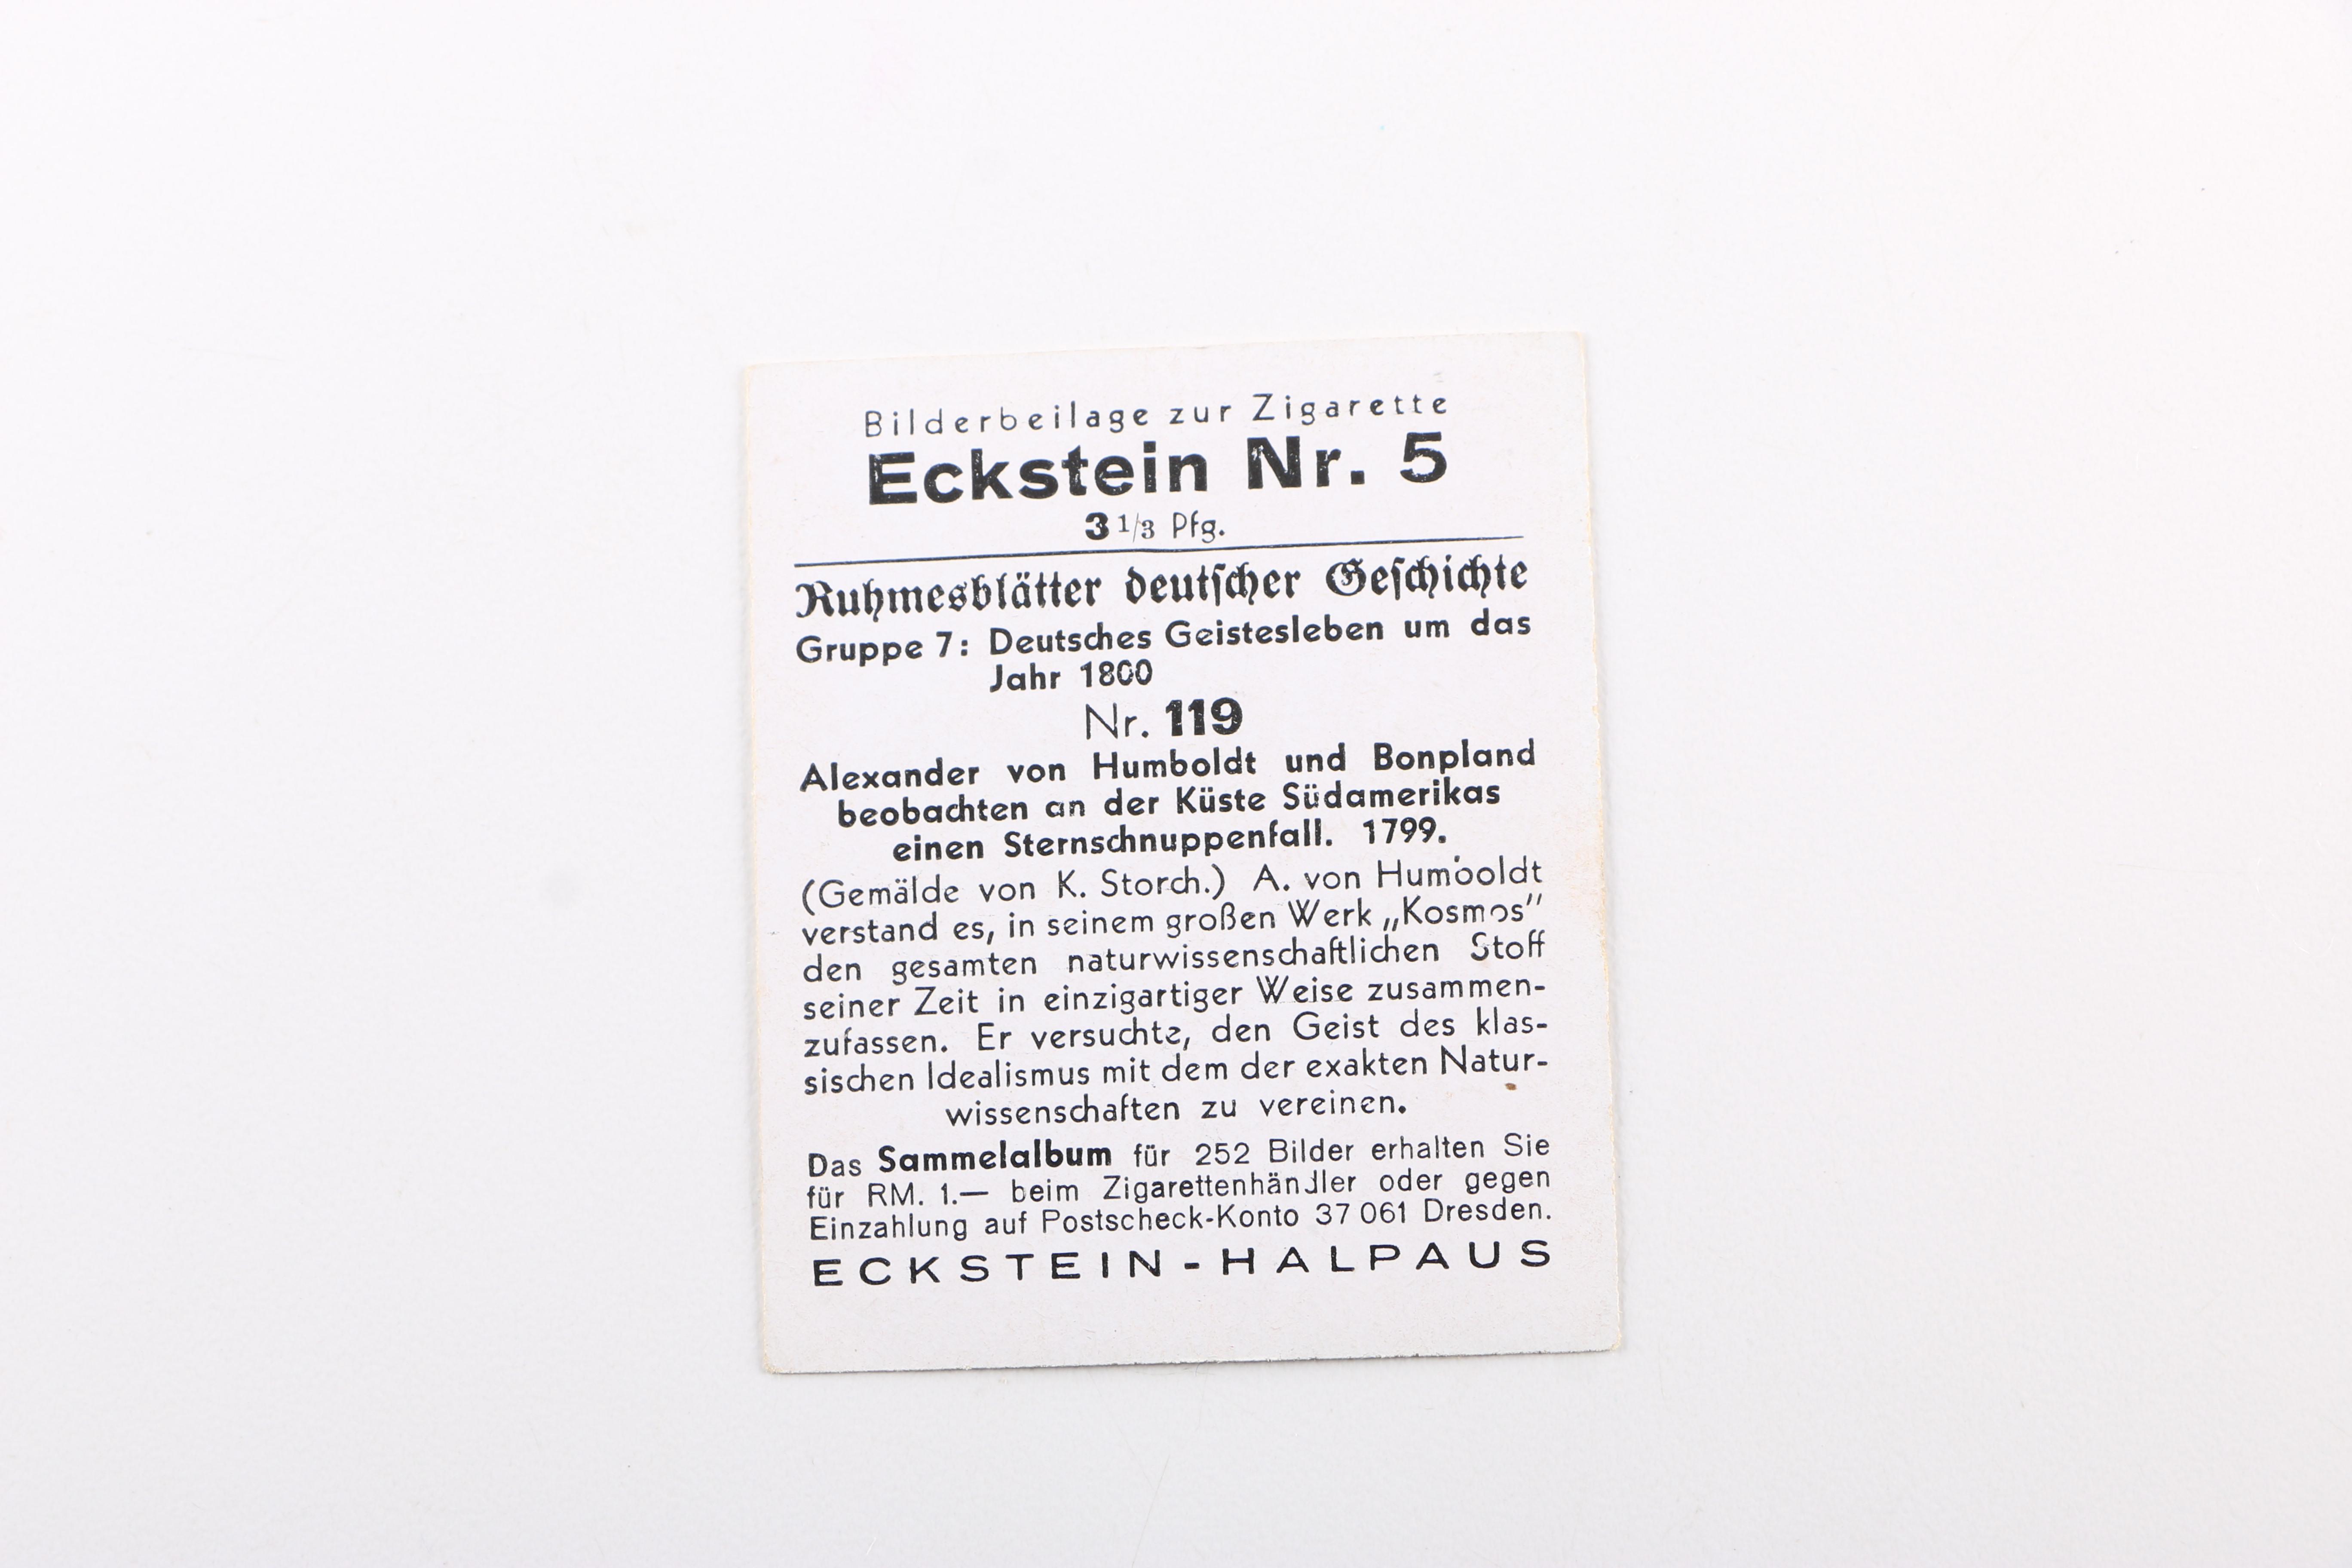 Bilderbeilage zur Zigarette
Eckstein Nr. 5
3 1/3 Pfg.
Ruhmesblätter deutscher Geschichte
Gruppe 7: Deutsches Geistesleben um das
Jahr 1800
Nr. 119
Alexander von Humboldt und Bonpland
beobachten an der Küste Südamerikas
einen Sternschnuppenfall. 1799.
(Gemälde von K. Storch.) A. von Humboldt
verstand es, in seinem großen Werk „Kosmos"
den gesamten naturwissenschaftlichen Stoff
seiner Zeit in einzigartiger Weise zusammen-
zufassen. Er versuchte, den Geist des klas-
sischen Idealismus mit dem der exakten Natur-
wissenschaften zu vereinen.
Das Sammelalbum für 252 Bilder erhalten Sie
für RM. 1.— beim Zigarettenhändler oder gegen
Einzahlung auf Postscheck-Konto 37 061 Dresden.
ECKSTEIN-HALPAUS